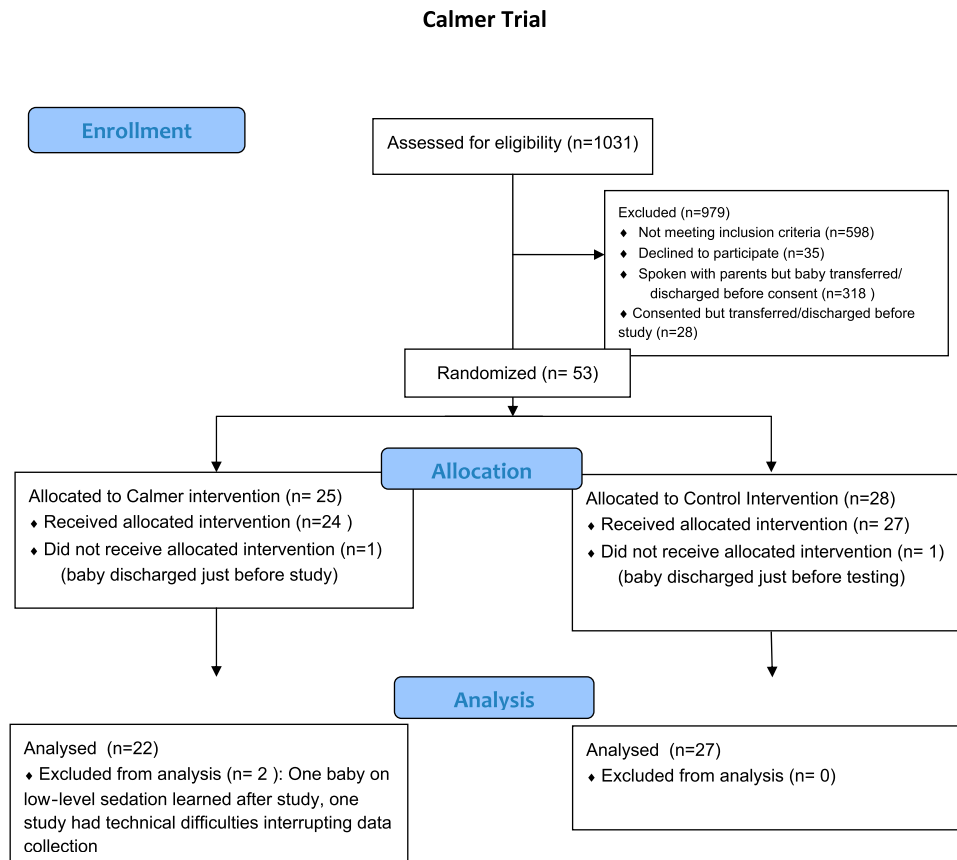 Calmer Trial
Enrollment
Assessed for eligibility (n=1031)
Excluded (n=979)
♦ Not meeting inclusion criteria (n=598)
♦ Declined to participate (n=35)
♦ Spoken with parents but baby transferred/
discharged before consent (n=318 )
♦ Consented but transferred/discharged before
study (n=28)
Randomized (n= 53)
Allocation
Allocated to Calmer intervention (n= 25)
♦ Received allocated intervention (n=24 )
♦ Did not receive allocated intervention (n=1)
(baby discharged just before study)
Allocated to Control Intervention (n=28)
♦ Received allocated intervention (n= 27)
♦ Did not receive allocated intervention (n= 1)
(baby discharged just before testing)
Analysis
Analysed (n=22)
♦ Excluded from analysis (n= 2 ): One baby on
low-level sedation learned after study, one
study had technical difficulties interrupting data
collection
Analysed (n=27)
♦ Excluded from analysis (n= 0)